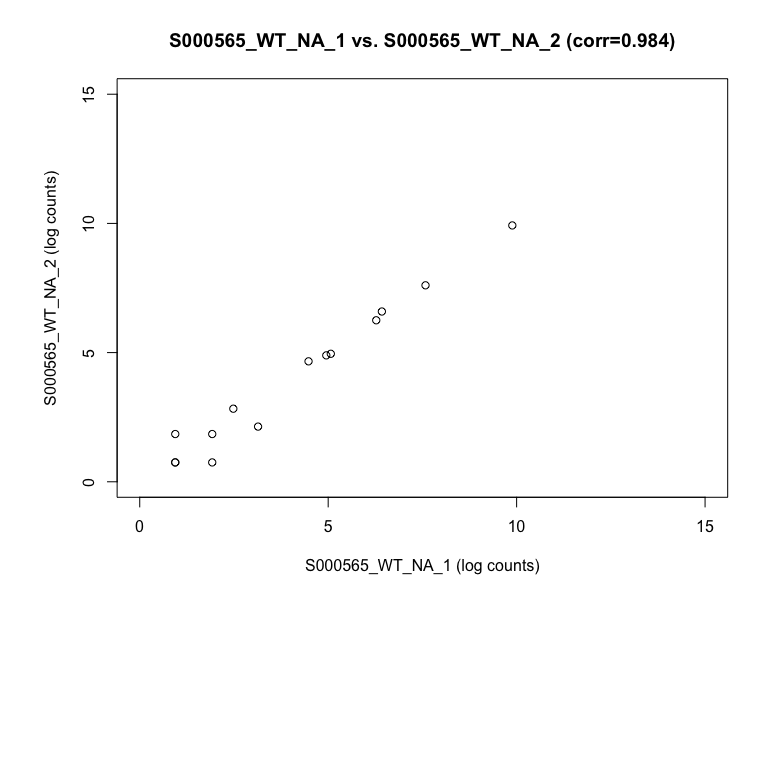 S000565_WT_NA_1 vs. S000565_WT_NA_2 (corr=0.984)
S000565_WT_NA_2 (log counts)
15
10
5
0
0 5 10 15
S000565_WT_NA_1 (log counts)